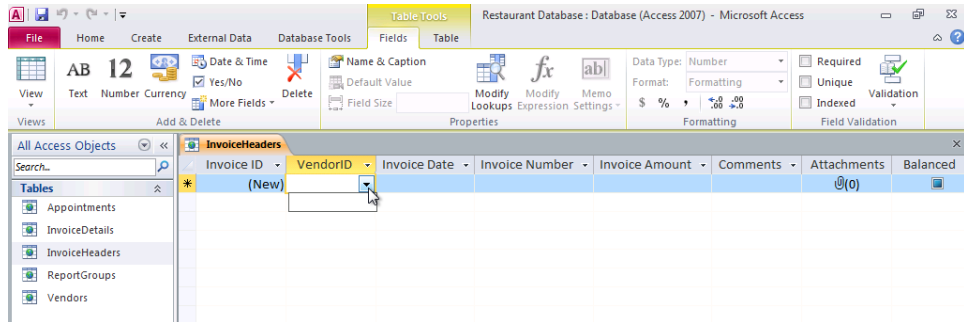 Table Tools
Restaurant Database : Database (Access 2007) - Microsoft Access
File Home Create External Data Database Tools Fields Table
View
AB Text
12 Number
Currency
Date & Time
Yes/No
More Fields
Delete
Name & Caption
Default Value
Field Size
Modify Lookups
fx Modify Expression
ab Memo Settings
Data Type: Number
Format: Formatting
$ % , .0 .00 .00 .0
Required
Unique
Indexed
Validation
Views Add & Delete Properties Formatting Field Validation
All Access Objects «
Search...
Tables
Appointments
InvoiceDetails
InvoiceHeaders
ReportGroups
Vendors
InvoiceHeaders
Invoice ID VendorID Invoice Date Invoice Number Invoice Amount Comments Attachments Balanced
* (New) (0)